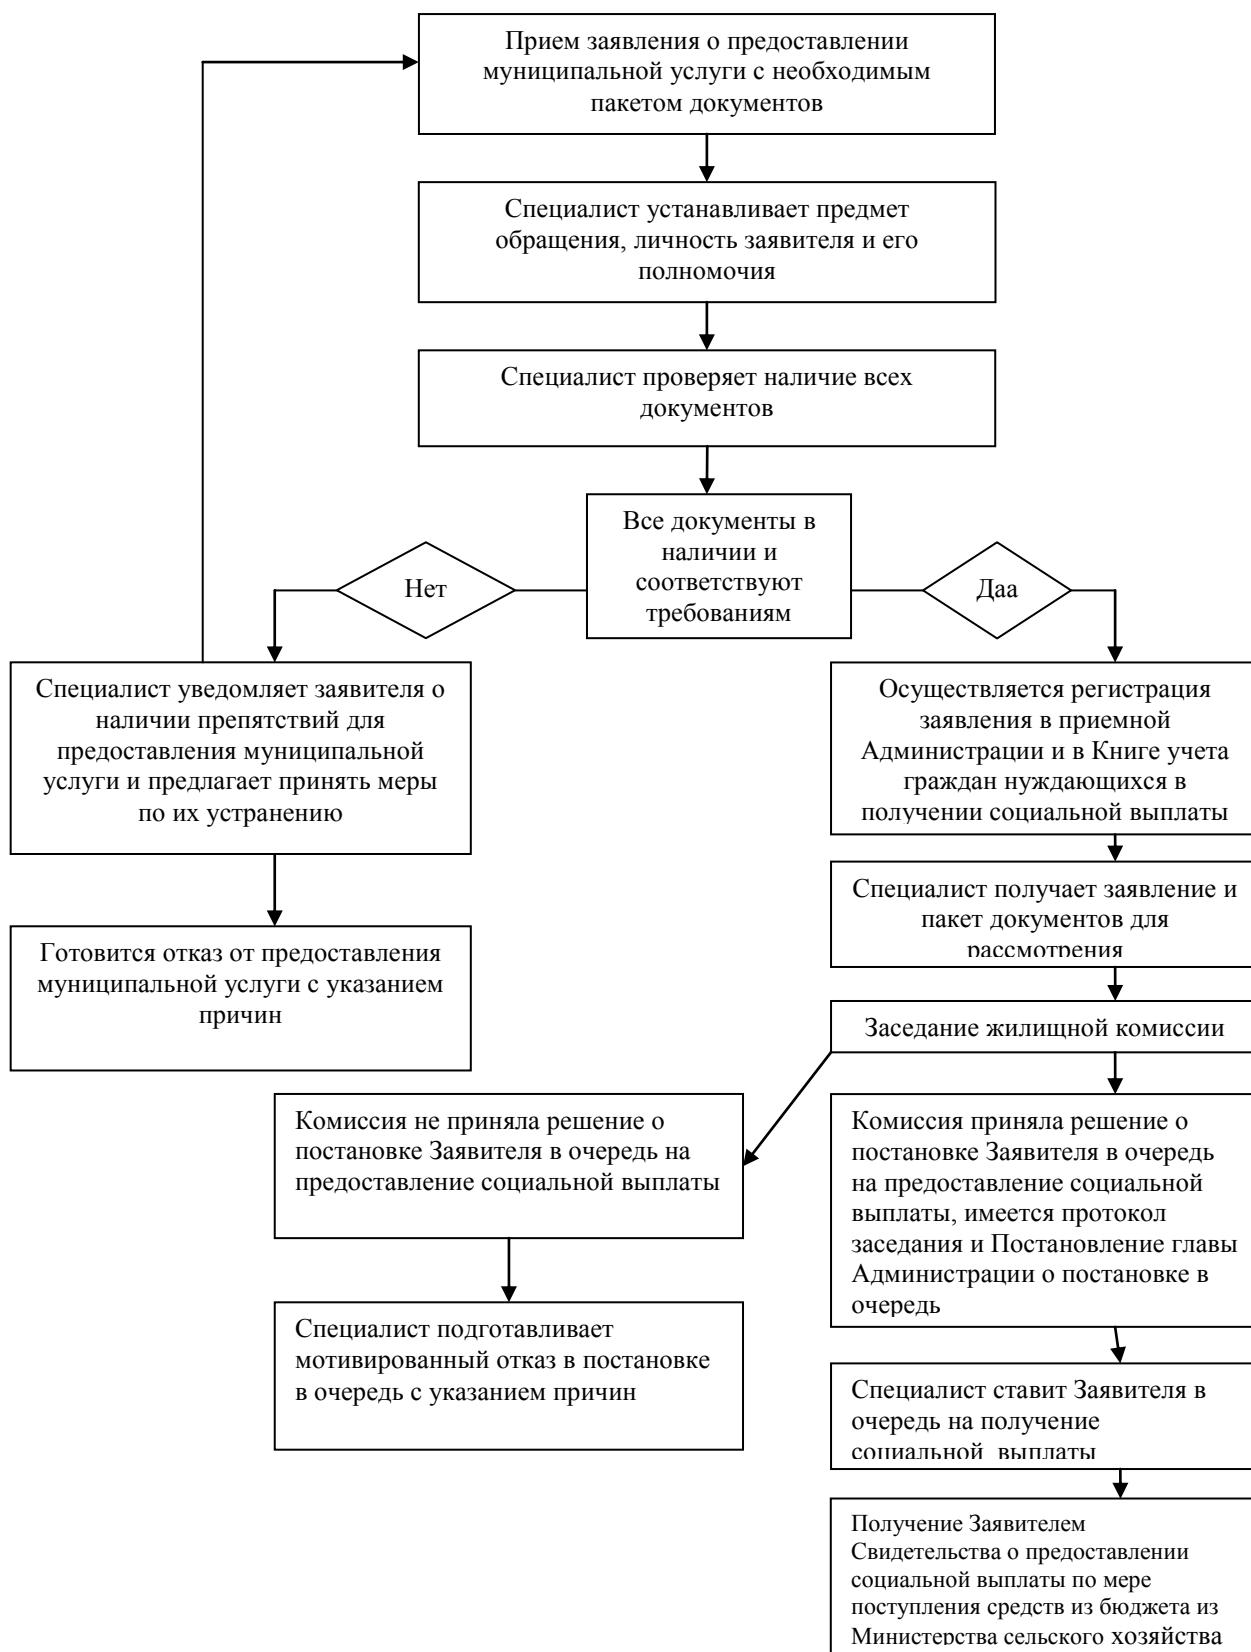 Прием заявления о предоставлении
муниципальной услуги с необходимым
пакетом документов
Специалист устанавливает предмет
обращения, личность заявителя и его
полномочия
Специалист проверяет наличие всех
документов
Все документы в
наличии и
соответствуют
требованиям
Нет
Даа
Специалист уведомляет заявителя о
наличии препятствий для
предоставления муниципальной
услуги и предлагает принять меры
по их устранению
Готовится отказ от предоставления
муниципальной услуги с указанием
причин
Осуществляется регистрация
заявления в приемной
Администрации и в Книге учета
граждан нуждающихся в
получении социальной выплаты
Специалист получает заявление и
пакет документов для
рассмотрения
Заседание жилищной комиссии
Комиссия не приняла решение о
постановке Заявителя в очередь на
предоставление социальной выплаты
Специалист подготавливает
мотивированный отказ в постановке
в очередь с указанием причин
Комиссия приняла решение о
постановке Заявителя в очередь
на предоставление социальной
выплаты, имеется протокол
заседания и Постановление главы
Администрации о постановке в
очередь
Специалист ставит Заявителя в
очередь на получение
социальной выплаты
Получение Заявителем
Свидетельства о предоставлении
социальной выплаты по мере
поступления средств из бюджета из
Министерства сельского хозяйства